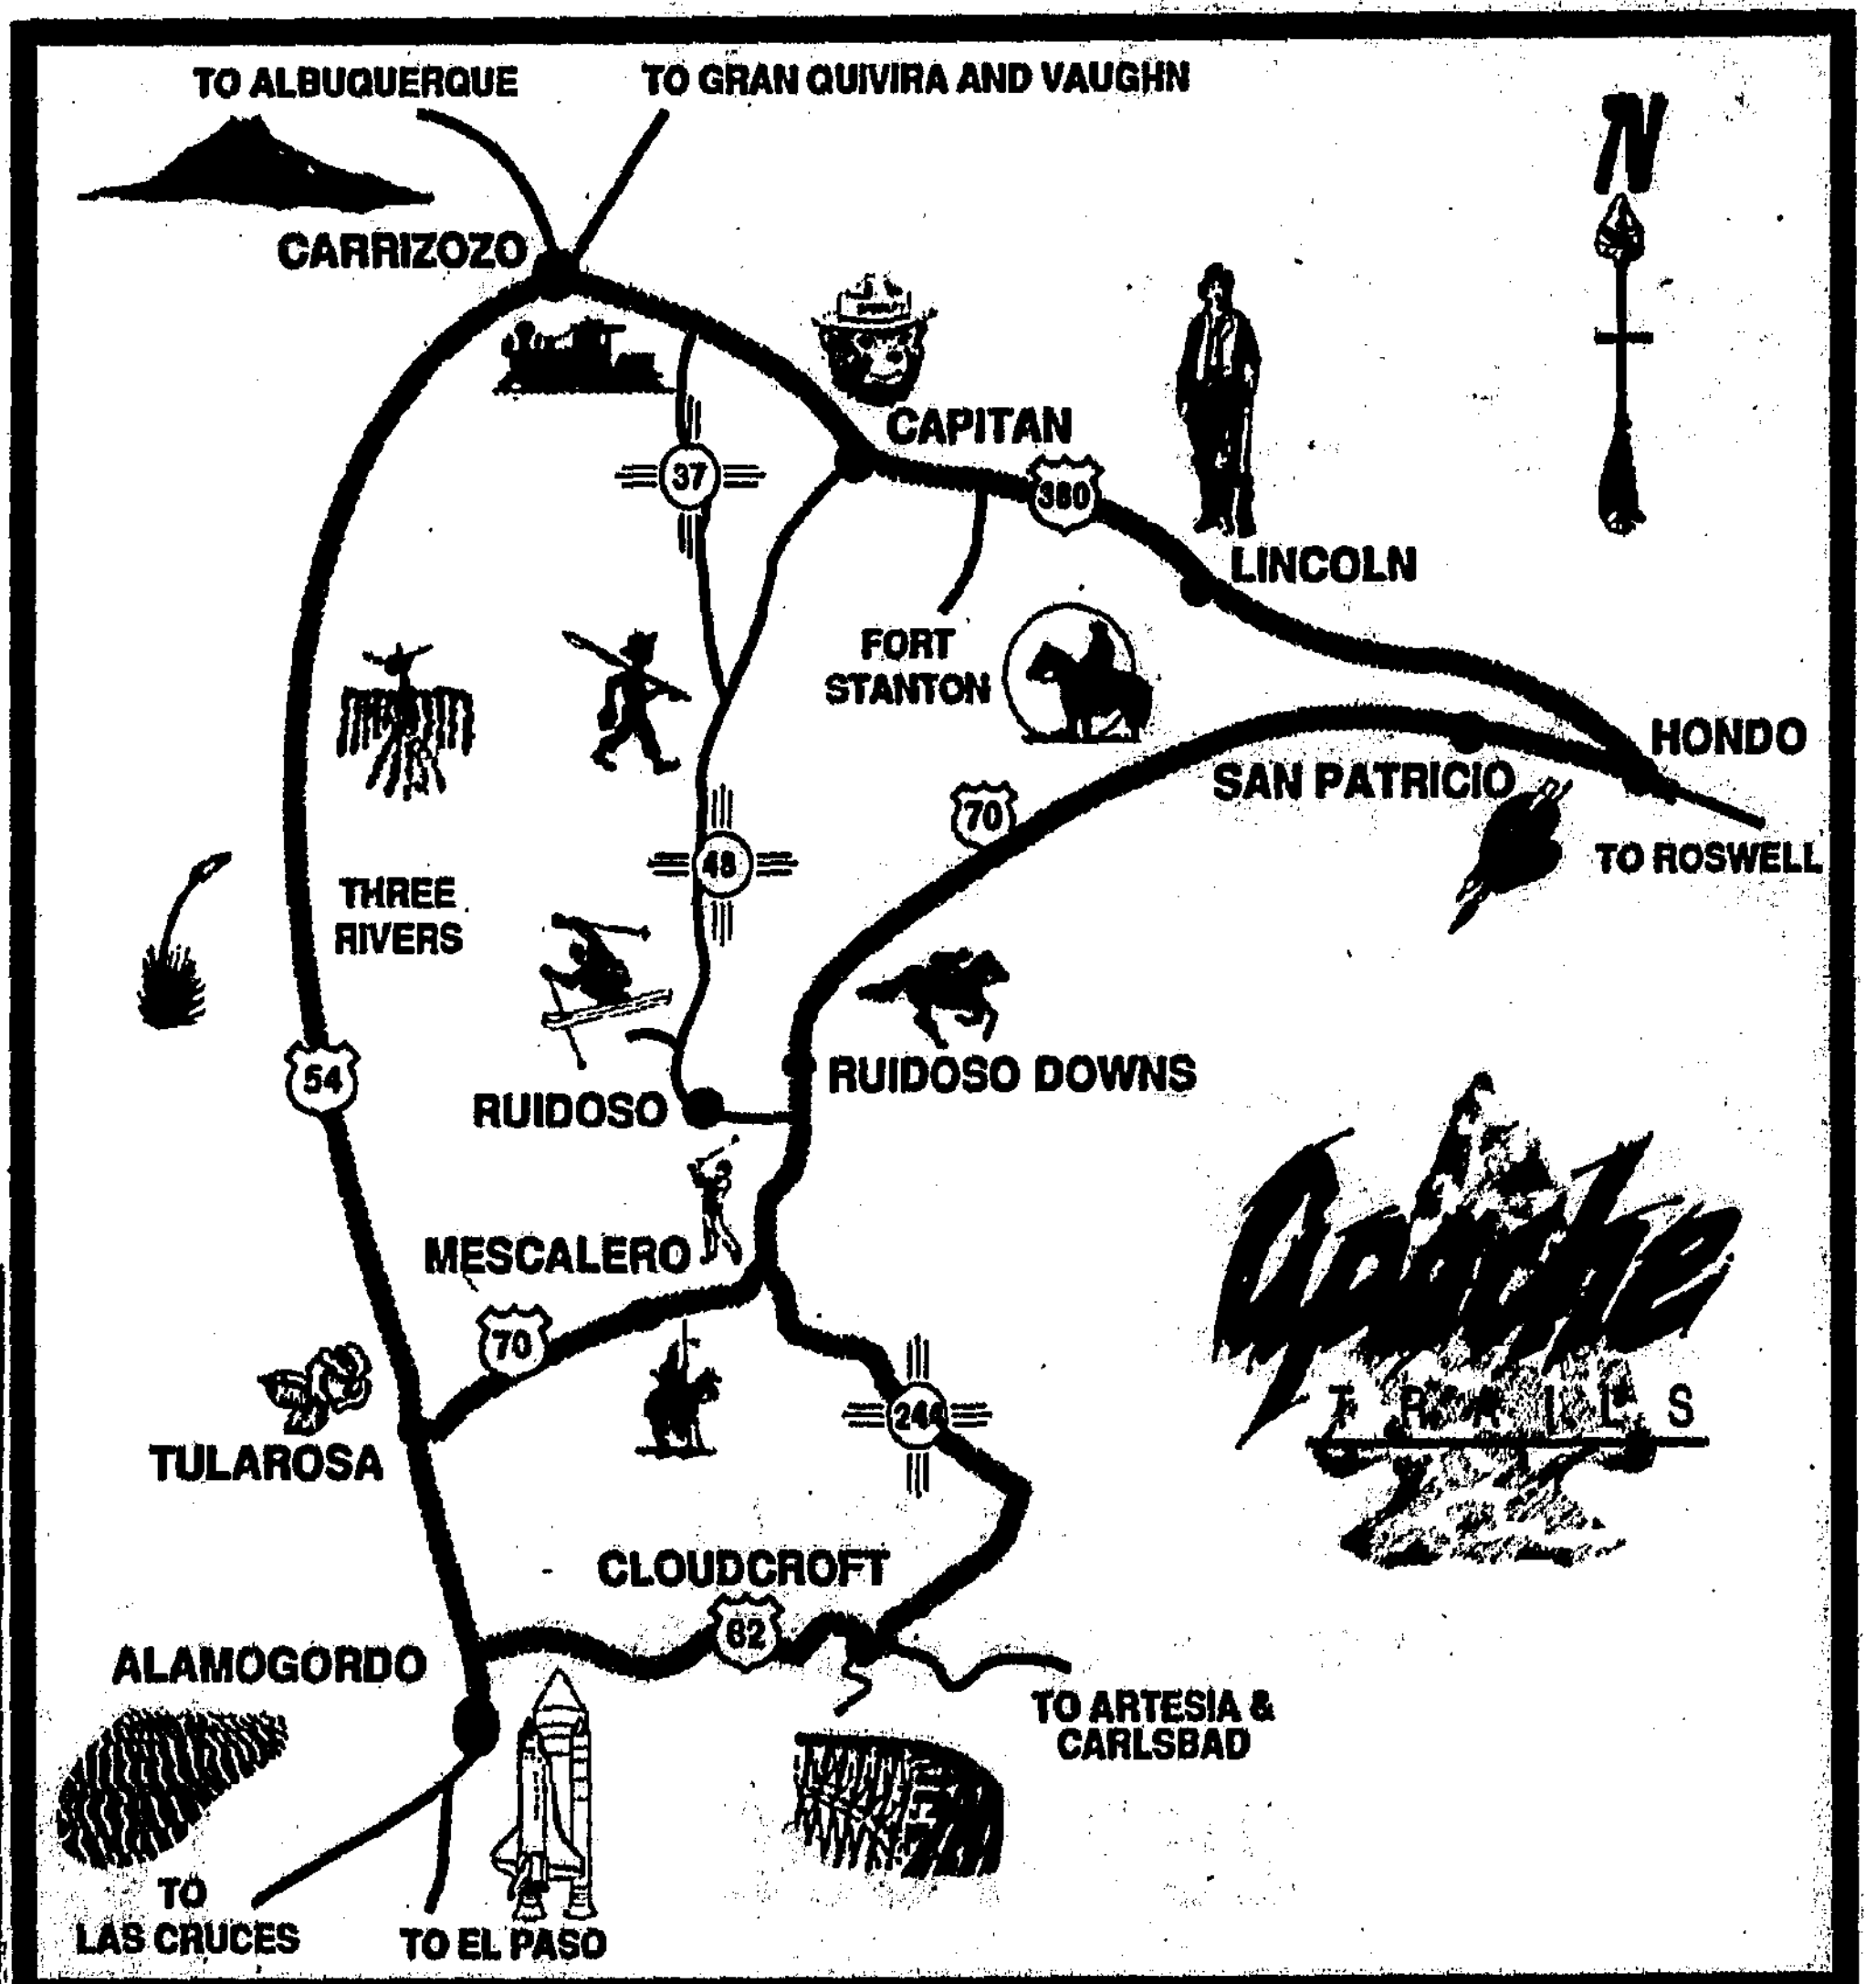 TO ALBUQUERQUE
TO GRAN QUIVIRA AND VAUGHN
N
CARRIZOZO
CAPITAN
37
380
LINCOLN
FORT
STANTON
HONDO
SAN PATRICIO
70
TO ROSWELL
48
THREE
RIVERS
54
RUIDOSO DOWNS
RUIDOSO
MESCALERO
70
Apache
TRAILS
244
TULAROSA
CLOUDCROFT
82
ALAMOGORDO
TO ARTESIA &
CARLSBAD
TO
LAS CRUCES
TO EL PASO